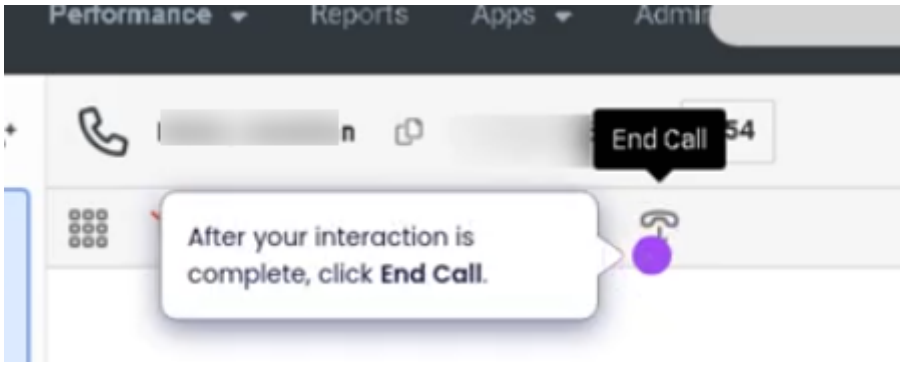 Performance
Reports
Apps
End Call
54
After your interaction is
complete, click End Call.